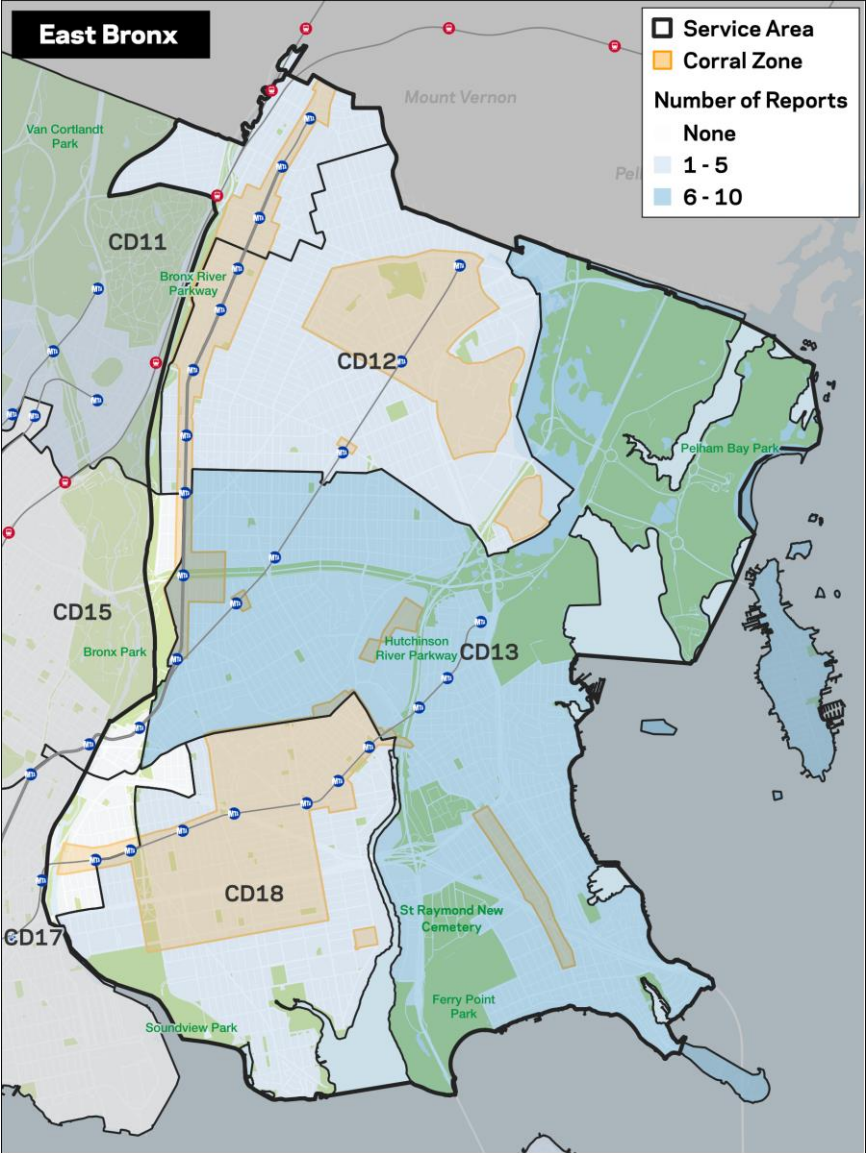 East Bronx
Service Area
Corral Zone
Number of Reports
None
1 - 5
6 - 10
Mount Vernon
Van Cortlandt
Park
CD11
Bronx River
Parkway
CD12
Pelham Bay Park
CD15
Bronx Park
Hutchinson
River Parkway
CD13
CD18
St Raymond New
Cemetery
CD17
Ferry Point
Park
Soundview Park